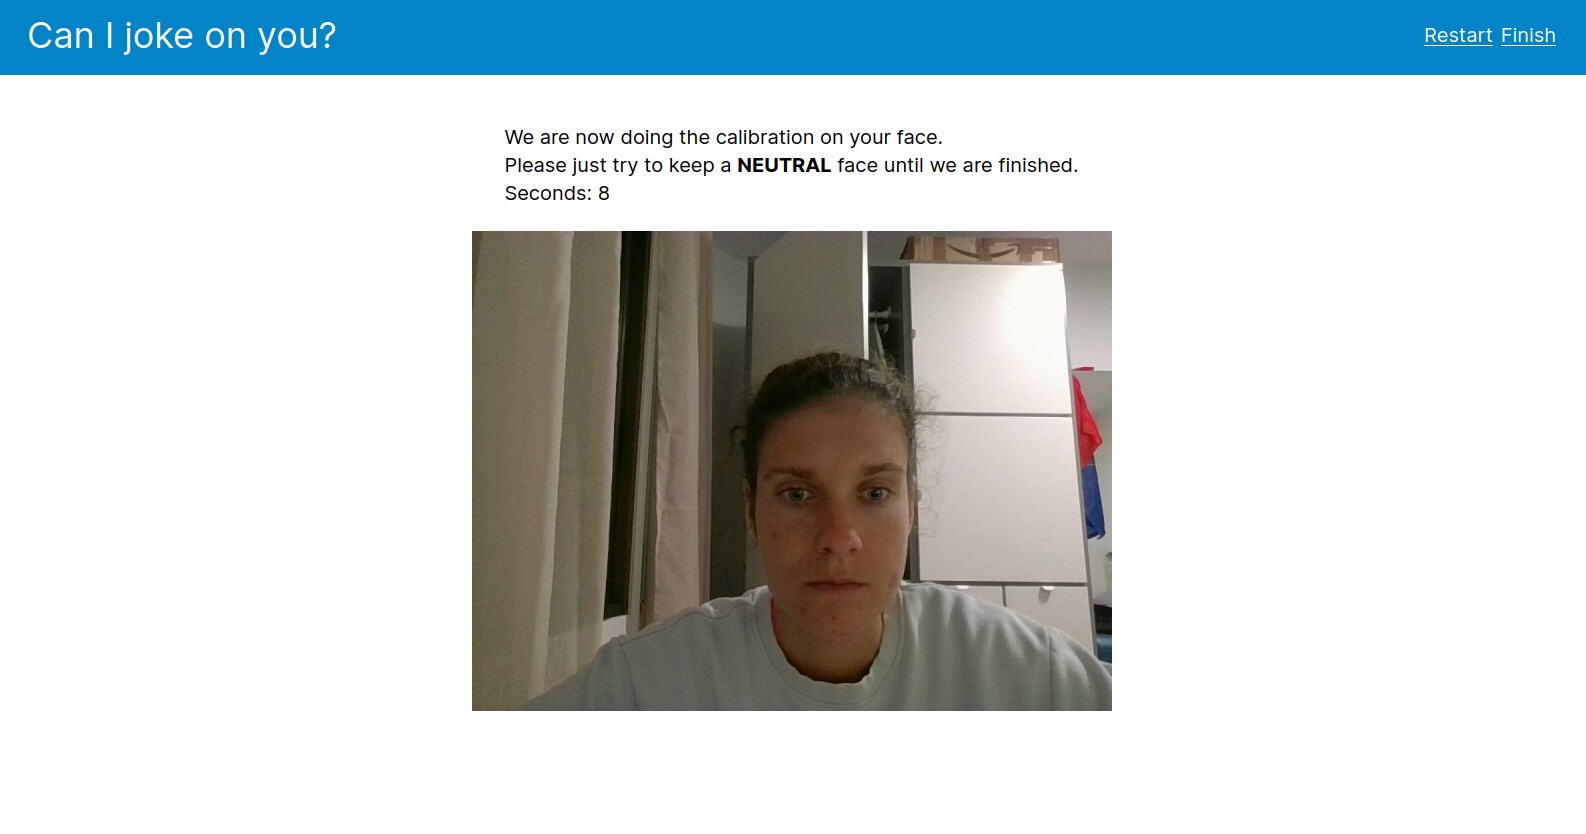 Can I joke on you?
Restart Finish
We are now doing the calibration on your face.
Please just try to keep a NEUTRAL face until we are finished.
Seconds: 8